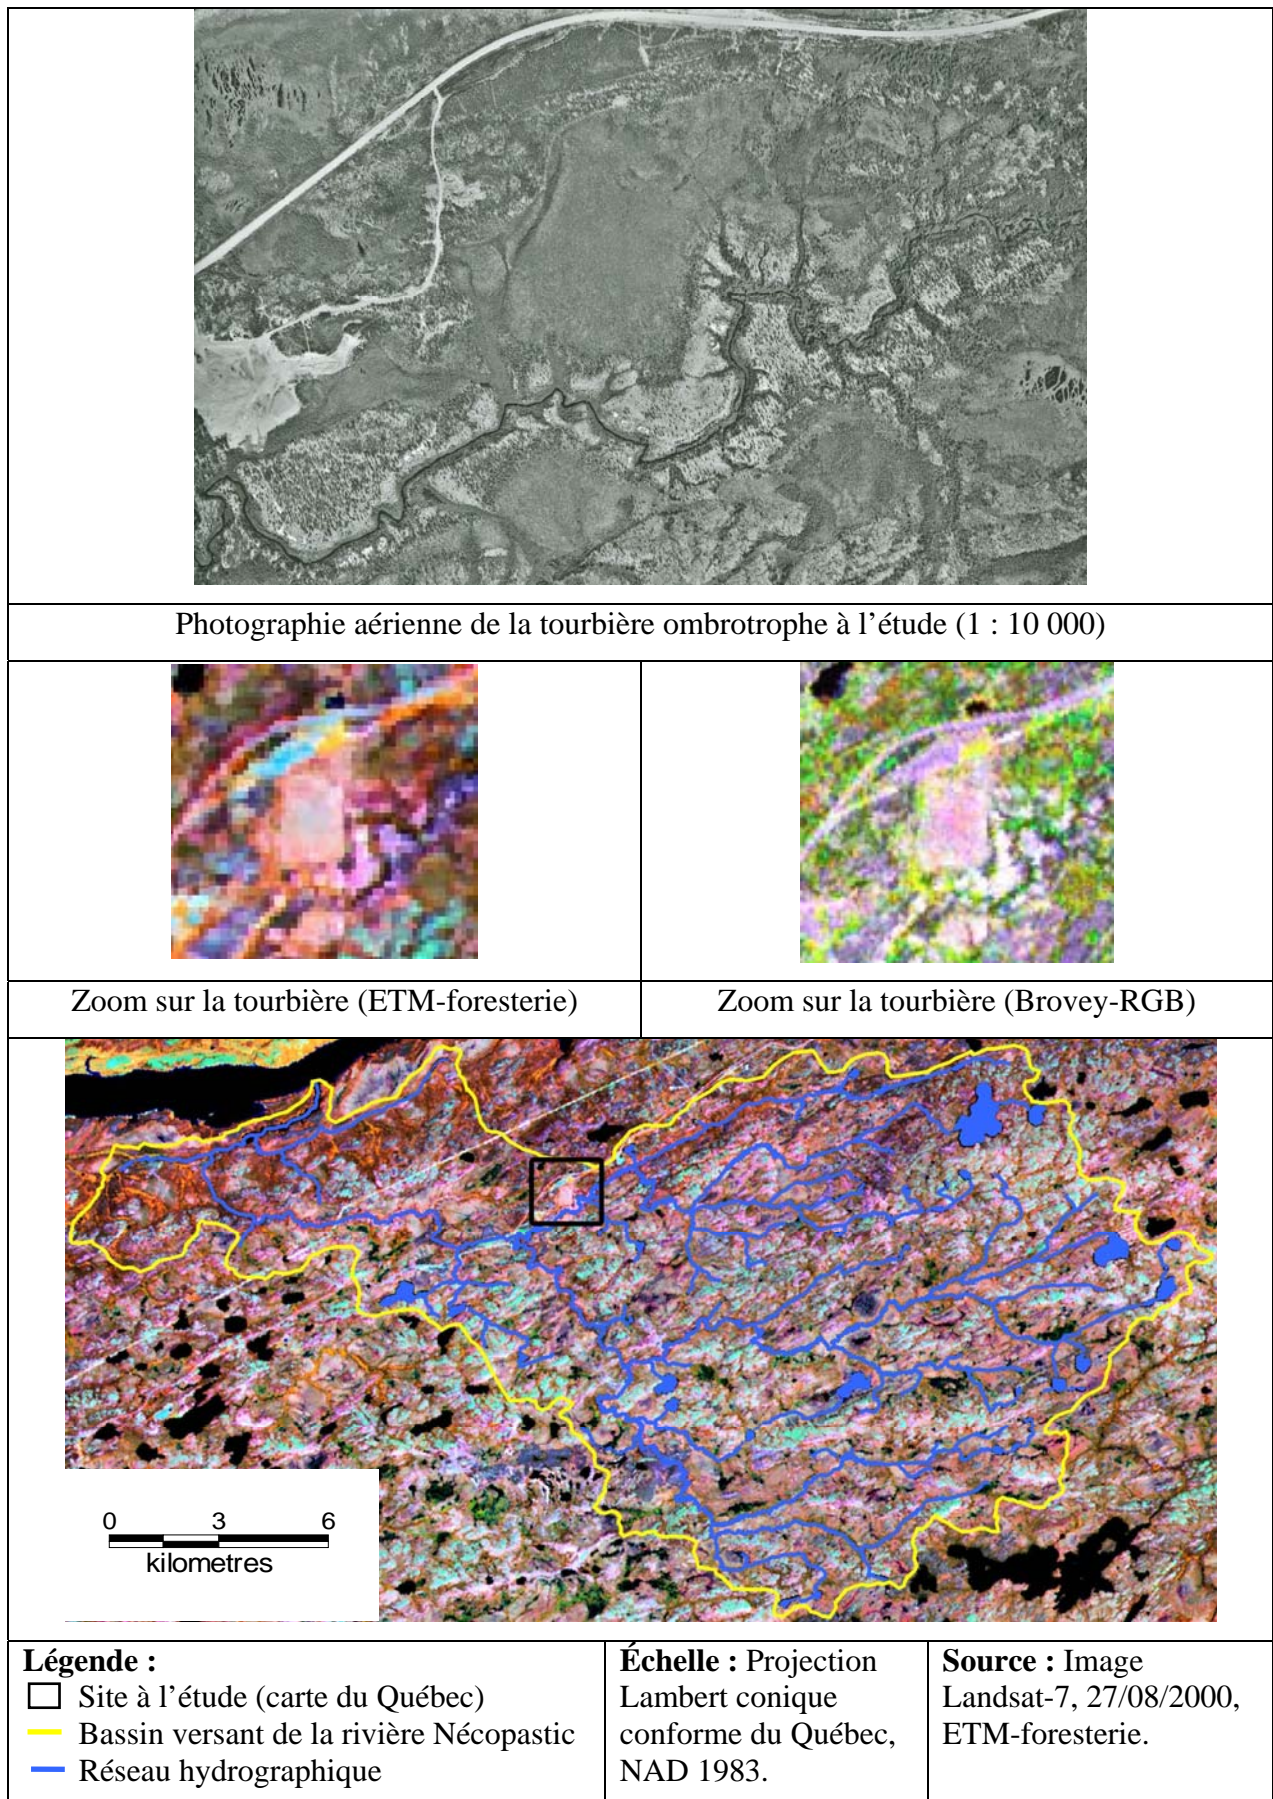 Photographie aérienne de la tourbière ombrotrophe à l'étude (1 : 10 000)
Zoom sur la tourbière (ETM-foresterie)
Zoom sur la tourbière (Brovey-RGB)
0 3 6
kilometres
Légende :
Site à l'étude (carte du Québec)
Bassin versant de la rivière Nécopastic
Réseau hydrographique
Échelle : Projection
Lambert conique
conforme du Québec,
NAD 1983.
Source : Image
Landsat-7, 27/08/2000,
ETM-foresterie.